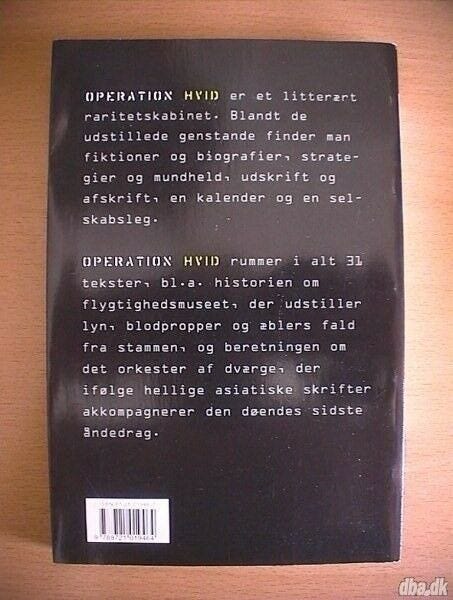 OPERATION HVID er et litterært
raritetskabinet. Blandt de
udstillede genstande finder man
fiktioner og biografier, strate-
gier og mundheld, udskrift og
afskrift, en kalender og en sel-
skabsleg.
OPERATION HVID rummer i alt 31
tekster, bl.a. historien om
flygtighedsmuseet, der udstiller
lyn, blodpropper og æblers fald
fra stammen, og beretningen om
det orkester af dværge, der
ifølge hellige asiatiske skrifter
akkompagnerer den døendes sidste
åndedrag.
9788721019464
dba.dk